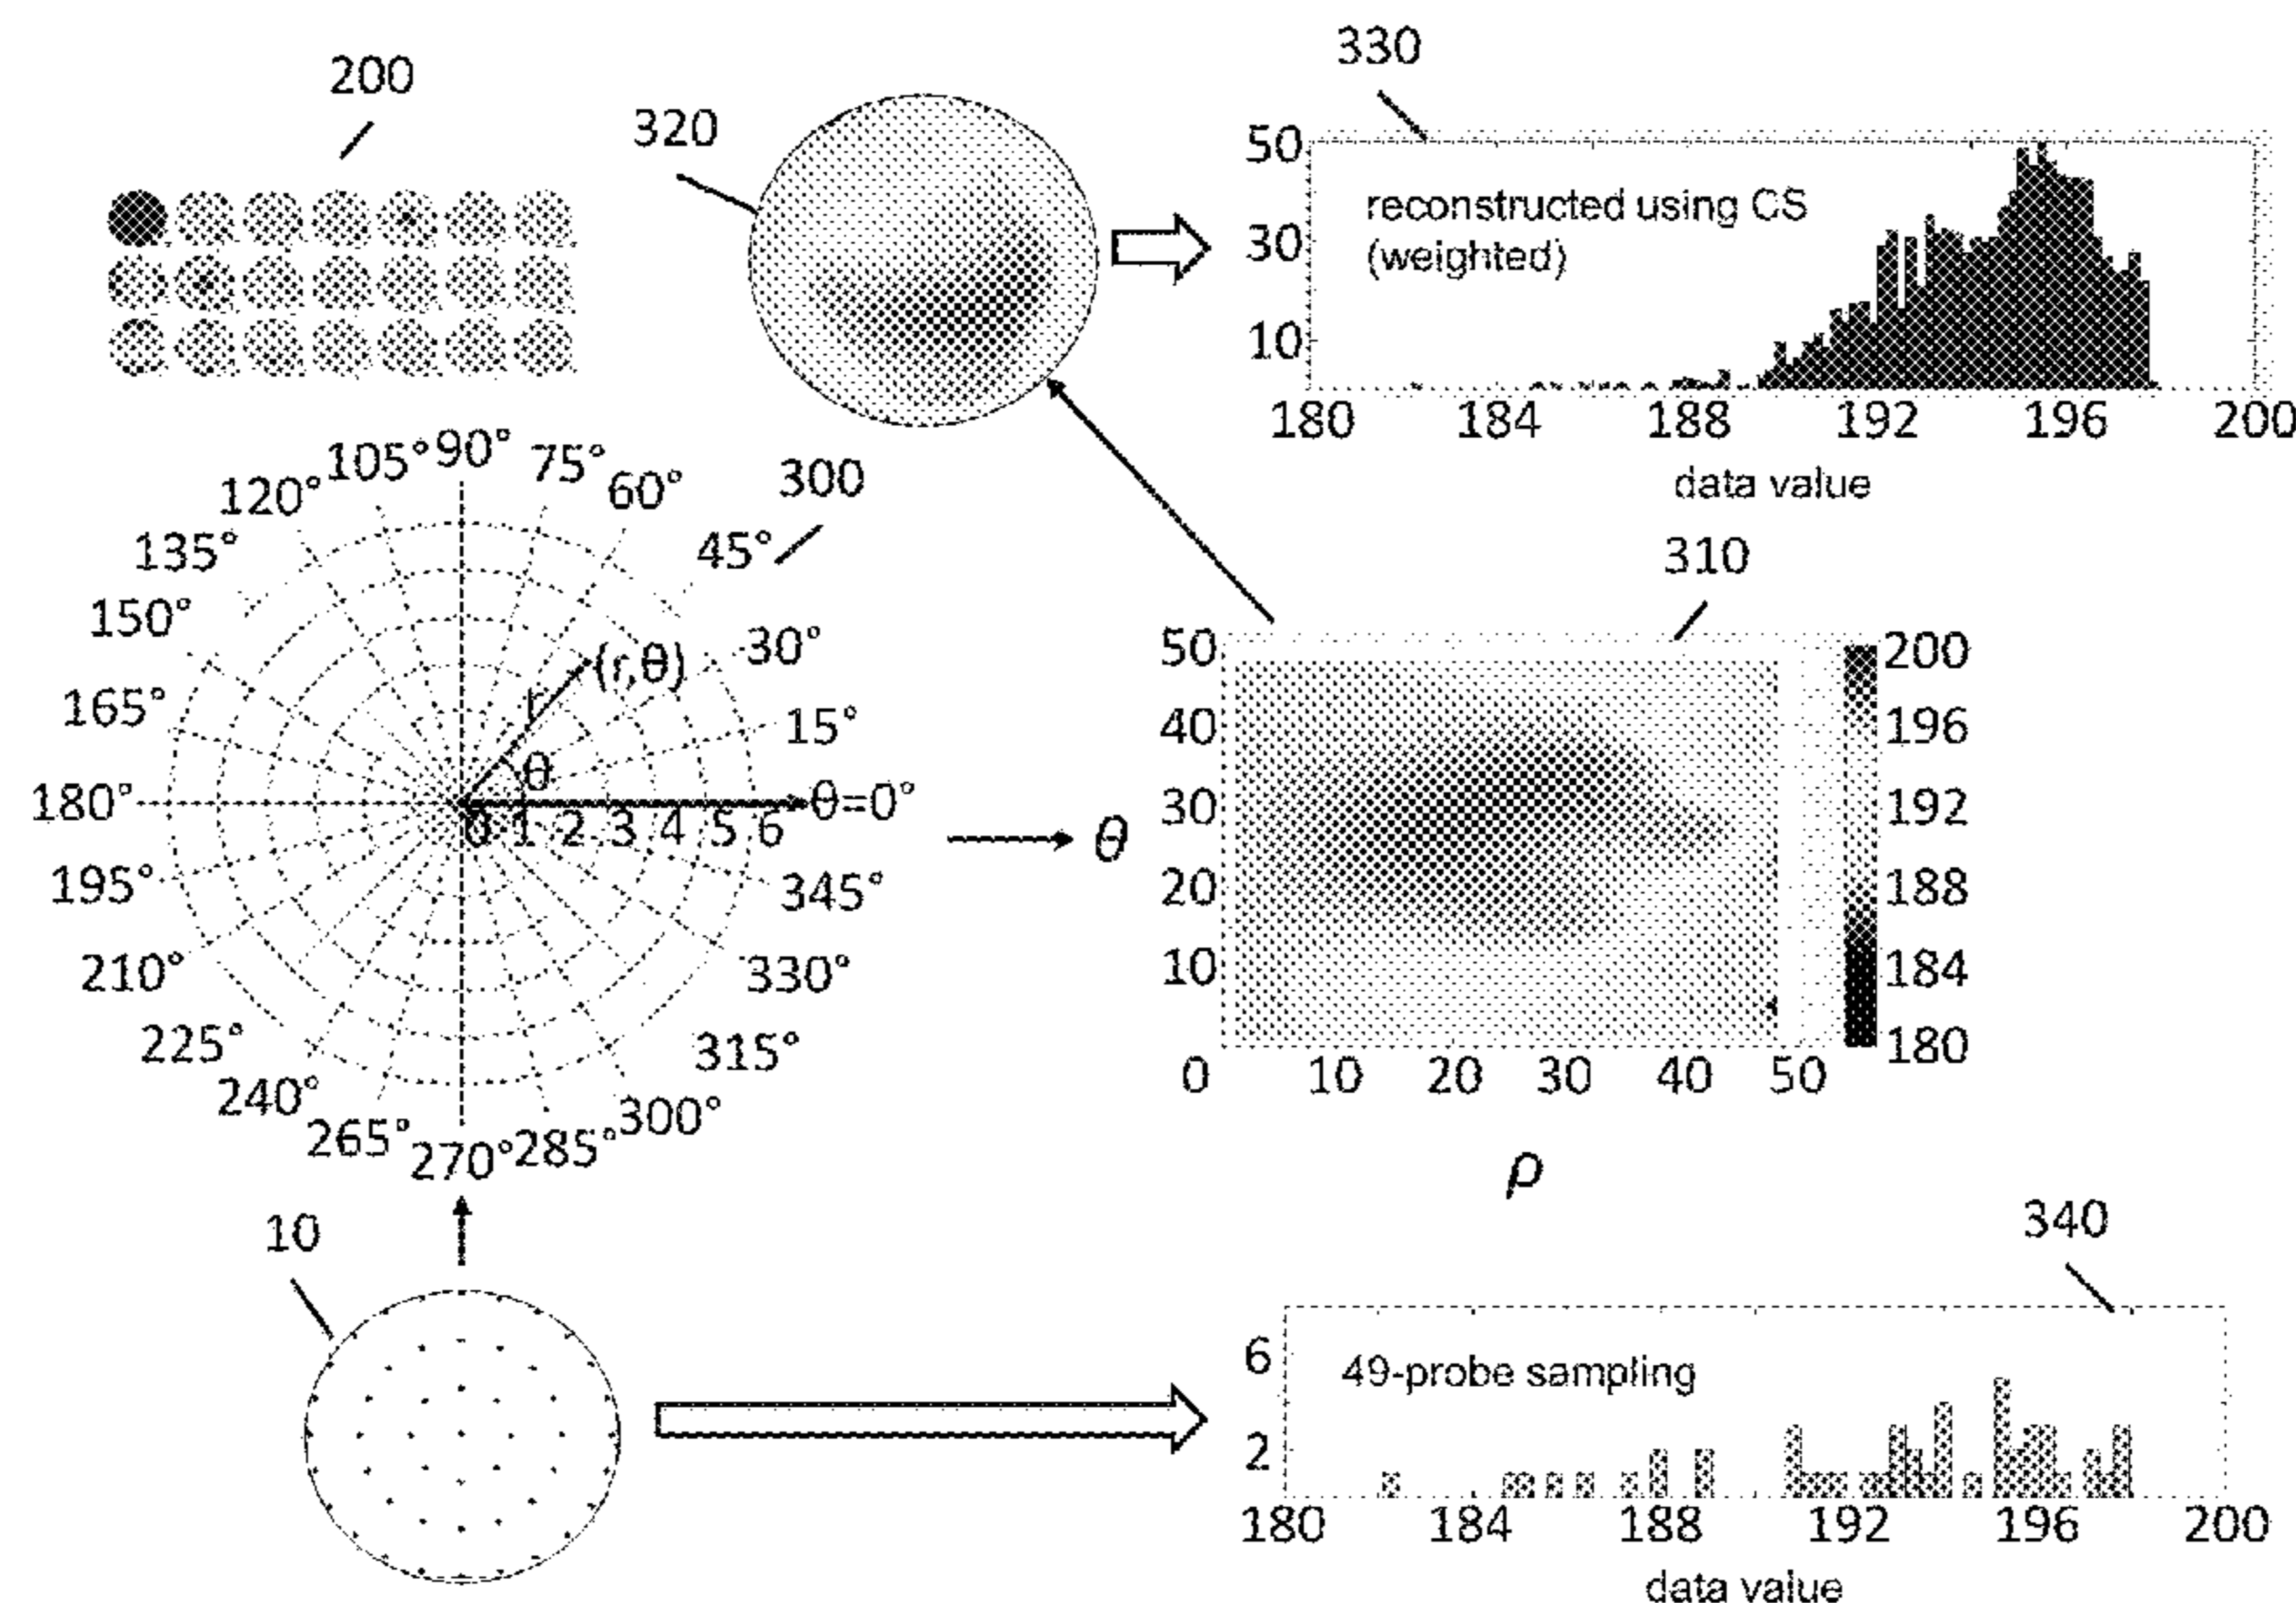 200
320
330
50
30
10
reconstructed using CS
(weighted)
180 184 188 192 196 200
data value
300
105° 90° 75°
120° 60°
135° 45°
150° 30°
165° 15°
180° θ=0°
195° 345°
210° 330°
225° 315°
240° 300°
265° 270° 285°
(r,θ)
r
θ
0 1 2 3 4 5 6
310
θ
50
40
30
20
10
0 10 20 30 40 50
ρ
200
196
192
188
184
180
10
340
6
2
49-probe sampling
180 184 188 192 196 200
data value